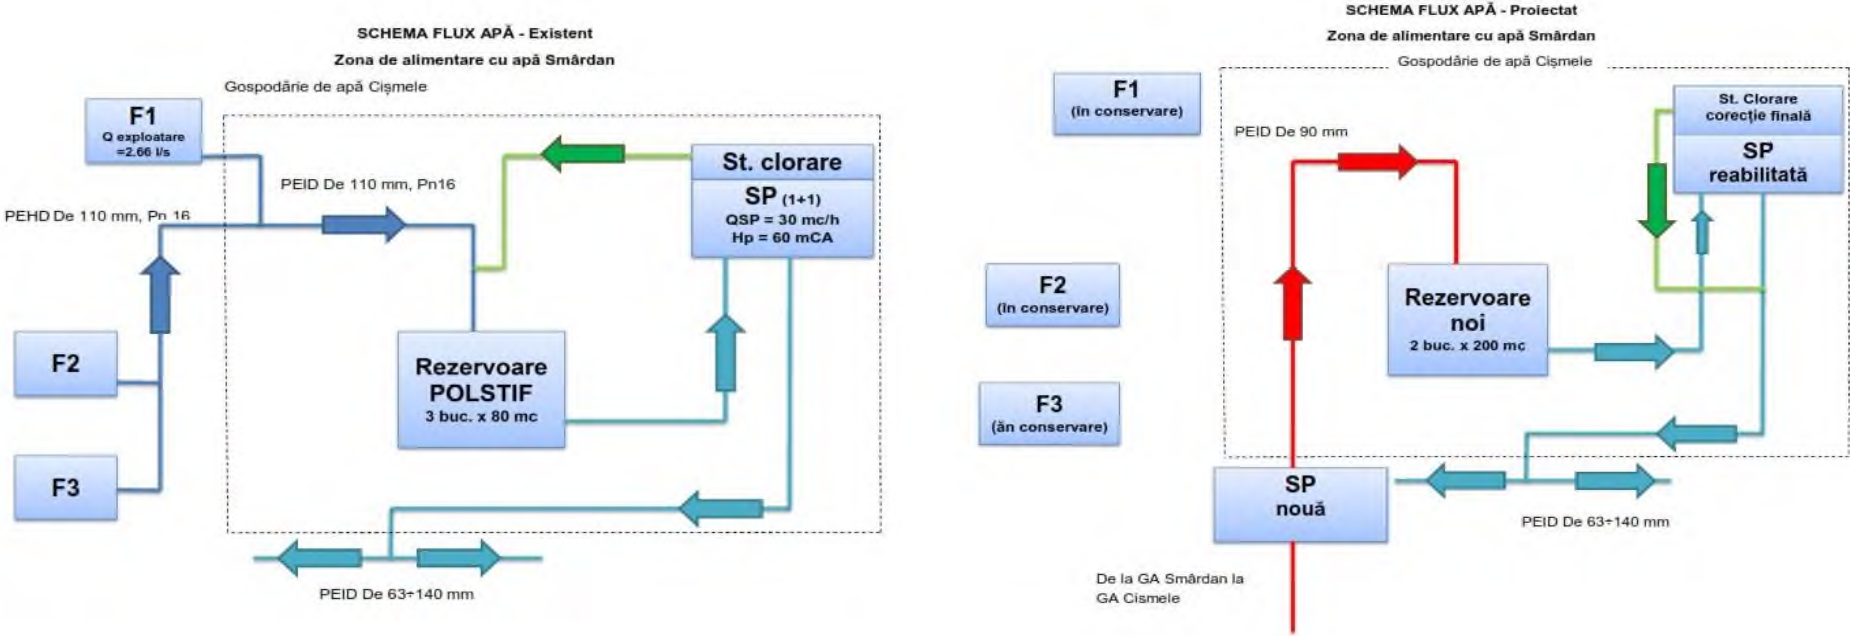 SCHEMA FLUX APĂ - Existent
Zona de alimentare cu apă Smârdan
Gospodărie de apă Cișmele
F1
Q exploatare
=2.66 l/s
PEHD De 110 mm, Pn 16
PEID De 110 mm, Pn16
St. clorare
SP (1+1)
QSP = 30 mc/h
Hp = 60 mCA
F2
F3
Rezervoare
POLSTIF
3 buc. x 80 mc
PEID De 63÷140 mm
SCHEMA FLUX APĂ - Proiectat
Zona de alimentare cu apă Smârdan
Gospodărie de apă Cișmele
F1
(în conservare)
PEID De 90 mm
St. Clorare
corecție finală
SP
reabilitată
F2
(în conservare)
Rezervoare
noi
2 buc. x 200 mc
F3
(ăn conservare)
SP
nouă
PEID De 63÷140 mm
De la GA Smârdan la
GA Cismele